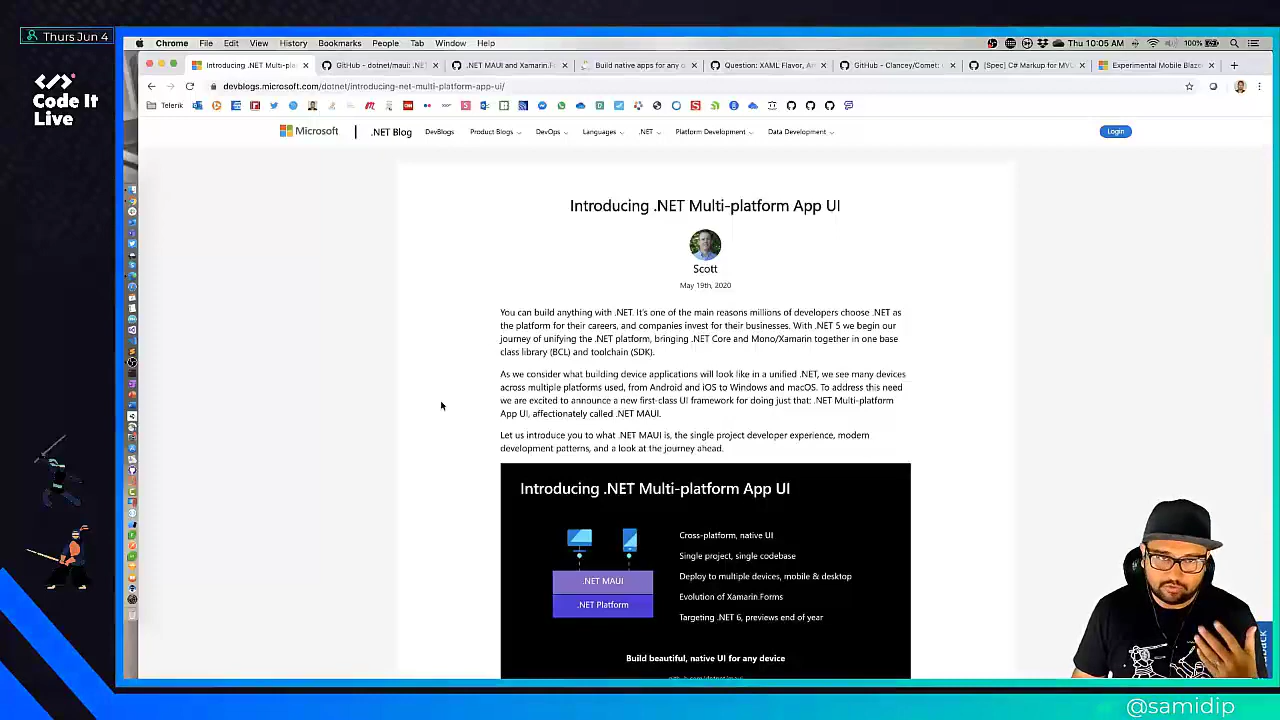 Thurs Jun 4
Code It
Live
Chrome File Edit View History Bookmarks People Tab Window Help
Thu 10:05 AM 100%
Introducing .NET Multi-pla
GitHub - dotnet/maui: .NET
.NET MAUI and Xamarin.F
Build native apps for any o
Question: XAML Flavor, Am
GitHub - Clancey/Comet:
[Spec] C# Markup for MVU
Experimental Mobile Blaz
devblogs.microsoft.com/dotnet/introducing-net-multi-platform-app-ui/
Telerik
Microsoft .NET Blog DevBlogs Product Blogs DevOps Languages .NET Platform Development Data Development Login
Introducing .NET Multi-platform App UI
Scott
May 19th, 2020
You can build anything with .NET. It's one of the main reasons millions of developers choose .NET as
the platform for their careers, and companies invest for their businesses. With .NET 5 we begin our
journey of unifying the .NET platform, bringing .NET Core and Mono/Xamarin together in one base
class library (BCL) and toolchain (SDK).
As we consider what building device applications will look like in a unified .NET, we see many devices
across multiple platforms used, from Android and iOS to Windows and macOS. To address this need
we are excited to announce a new first-class UI framework for doing just that: .NET Multi-platform
App UI, affectionately called .NET MAUI.
Let us introduce you to what .NET MAUI is, the single project developer experience, modern
development patterns, and a look at the journey ahead.
Introducing .NET Multi-platform App UI
.NET MAUI
.NET Platform
Cross-platform, native UI
Single project, single codebase
Deploy to multiple devices, mobile & desktop
Evolution of Xamarin.Forms
Targeting .NET 6, previews end of year
Build beautiful, native UI for any device
@samidip